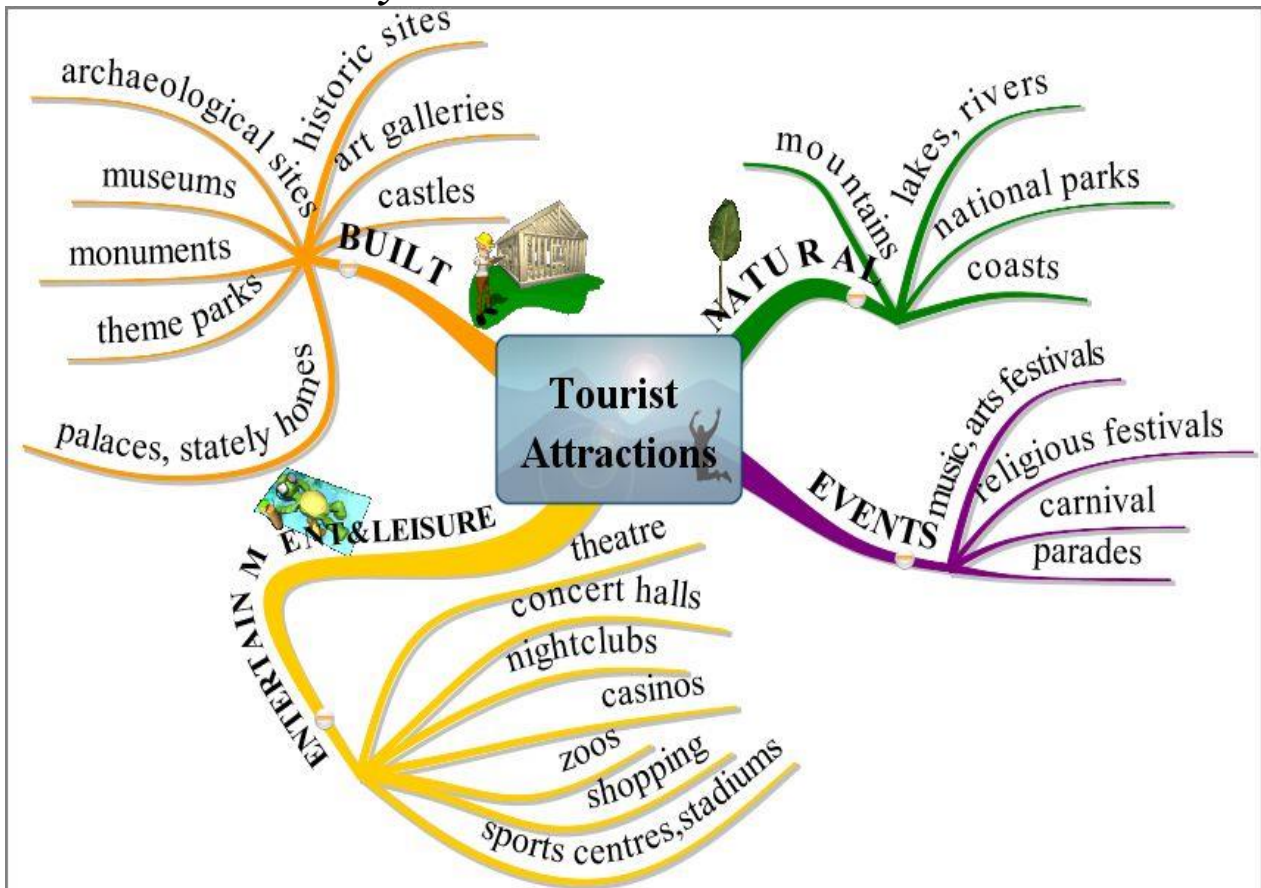 Tourist
Attractions
BUILT
historic sites
archaeological sites
art galleries
museums
castles
monuments
theme parks
palaces, stately homes
NATURAL
mountains
lakes, rivers
national parks
coasts
EVENTS
music, arts festivals
religious festivals
carnival
parades
ENTERTAINMENT&LEISURE
theatre
concert halls
nightclubs
casinos
zoos
shopping
sports centres,stadiums